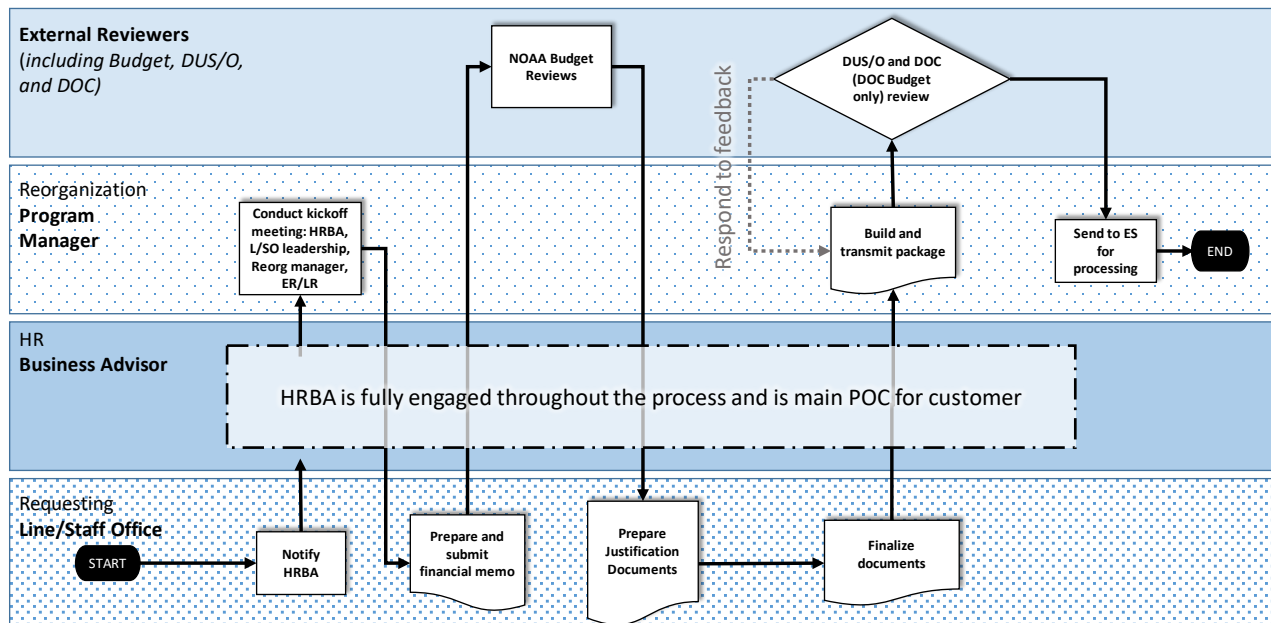 External Reviewers
(including Budget, DUS/O,
and DOC)
NOAA Budget
Reviews
DUS/O and DOC
(DOC Budget
only) review
Respond to feedback
Reorganization
Program
Manager
Conduct kickoff
meeting: HRBA,
L/SO leadership,
Reorg manager,
ER/LR
Build and
transmit package
Send to ES
for
processing
END
HR
Business Advisor
HRBA is fully engaged throughout the process and is main POC for customer
Requesting
Line/Staff Office
START
Notify
HRBA
Prepare and
submit
financial memo
Prepare
Justification
Documents
Finalize
documents